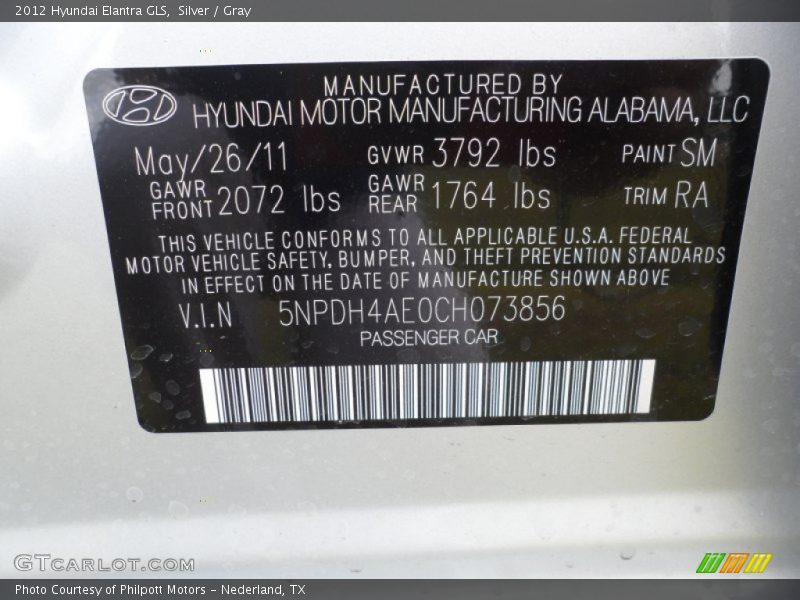 2012 Hyundai Elantra GLS, Silver / Gray
MANUFACTURED BY
HYUNDAI MOTOR MANUFACTURING ALABAMA, LLC
May/26/11 GVWR 3792 lbs PAINT SM
GAWR FRONT 2072 lbs GAWR REAR 1764 lbs TRIM RA
THIS VEHICLE CONFORMS TO ALL APPLICABLE U.S.A. FEDERAL
MOTOR VEHICLE SAFETY, BUMPER, AND THEFT PREVENTION STANDARDS
IN EFFECT ON THE DATE OF MANUFACTURE SHOWN ABOVE
V.I.N 5NPDH4AE0CH073856
PASSENGER CAR
GTCARLOT.COM
Photo Courtesy of Philpott Motors - Nederland, TX